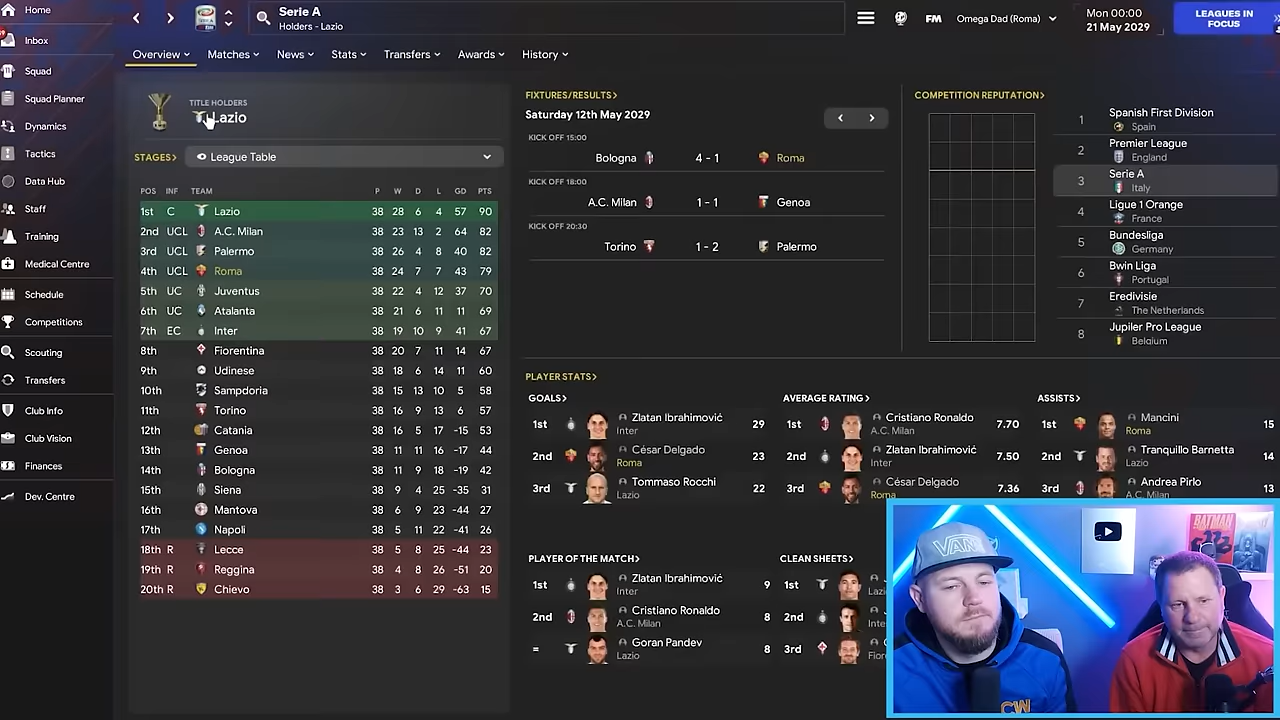 Home
Inbox
Squad
Squad Planner
Dynamics
Tactics
Data Hub
Staff
Training
Medical Centre
Schedule
Competitions
Scouting
Transfers
Club Info
Club Vision
Finances
Dev. Centre
Serie A
Holders - Lazio
FM
Omega Dad (Roma)
Mon 00:00
21 May 2029
LEAGUES IN
FOCUS
Overview Matches News Stats Transfers Awards History
TITLE HOLDERS
Lazio
STAGES> League Table
POS INF TEAM P W D L GD PTS
1st C Lazio 38 28 6 4 57 90
2nd UCL A.C. Milan 38 23 13 2 64 82
3rd UCL Palermo 38 26 4 8 40 82
4th UCL Roma 38 24 7 7 43 79
5th UC Juventus 38 22 4 12 37 70
6th UC Atalanta 38 21 6 11 11 69
7th EC Inter 38 19 10 9 41 67
8th Fiorentina 38 20 7 11 14 67
9th Udinese 38 18 6 14 11 60
10th Sampdoria 38 15 13 10 5 58
11th Torino 38 16 9 13 6 57
12th Catania 38 16 5 17 -15 53
13th Genoa 38 11 11 16 -17 44
14th Bologna 38 11 9 18 -19 42
15th Siena 38 9 4 25 -35 31
16th Mantova 38 6 9 23 -44 27
17th Napoli 38 5 11 22 -41 26
18th R Lecce 38 5 8 25 -44 23
19th R Reggina 38 4 8 26 -51 20
20th R Chievo 38 3 6 29 -63 15
FIXTURES/RESULTS>
Saturday 12th May 2029
KICK OFF 15:00
Bologna 4 - 1 Roma
KICK OFF 18:00
A.C. Milan 1 - 1 Genoa
KICK OFF 20:30
Torino 1 - 2 Palermo
COMPETITION REPUTATION>
1 Spanish First Division
Spain
2 Premier League
England
3 Serie A
Italy
4 Ligue 1 Orange
France
5 Bundesliga
Germany
6 Bwin Liga
Portugal
7 Eredivisie
The Netherlands
8 Jupiler Pro League
Belgium
PLAYER STATS>
GOALS>
1st Zlatan Ibrahimović 29
Inter
2nd César Delgado 23
Roma
3rd Tommaso Rocchi 22
Lazio
AVERAGE RATING>
1st Cristiano Ronaldo 7.70
A.C. Milan
2nd Zlatan Ibrahimović 7.50
Inter
3rd César Delgado 7.36
Roma
ASSISTS>
1st Mancini 15
Roma
2nd Tranquillo Barnetta 14
Lazio
3rd Andrea Pirlo 13
A.C. Milan
PLAYER OF THE MATCH>
1st Zlatan Ibrahimović 9
Inter
2nd Cristiano Ronaldo 8
A.C. Milan
= Goran Pandev 8
Lazio
CLEAN SHEETS>
1st
2nd
3rd
VANS
BATMAN
CW